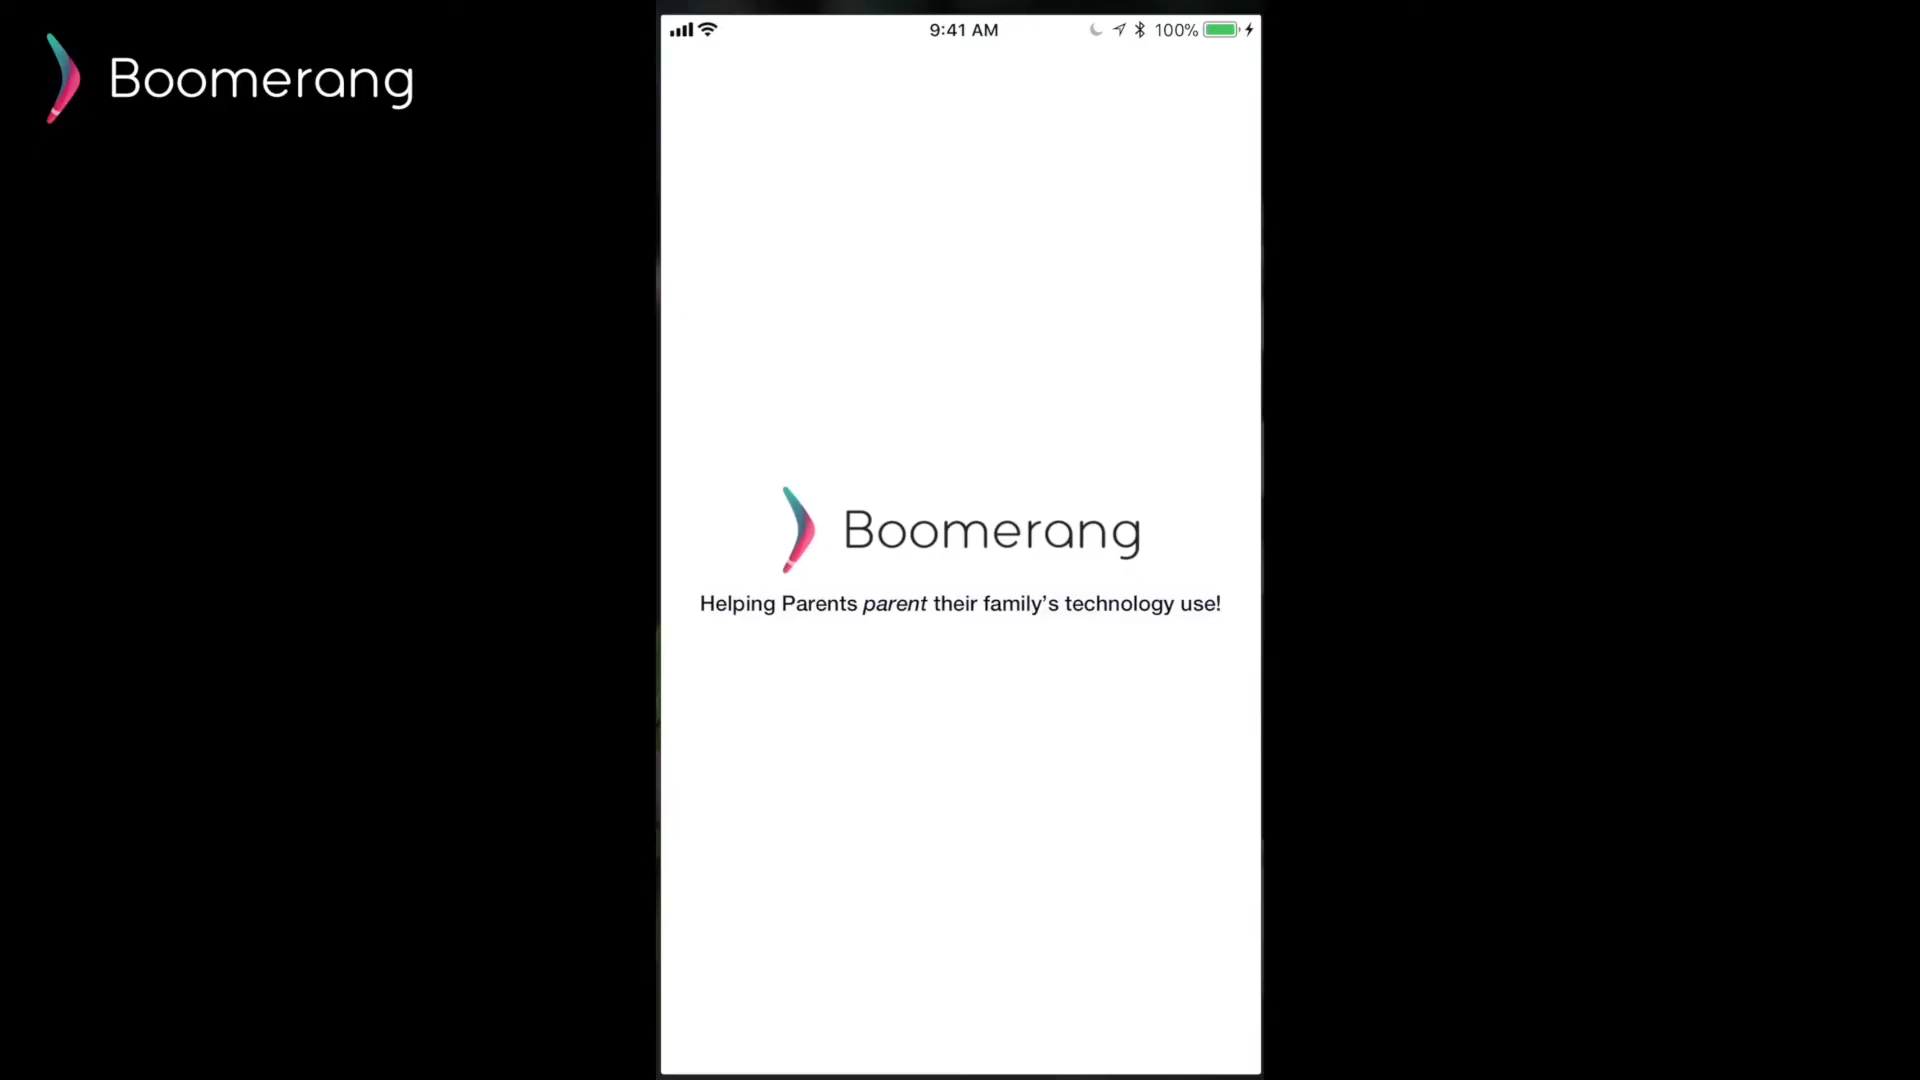 Boomerang
9:41 AM
100%
Boomerang
Helping Parents parent their family’s technology use!